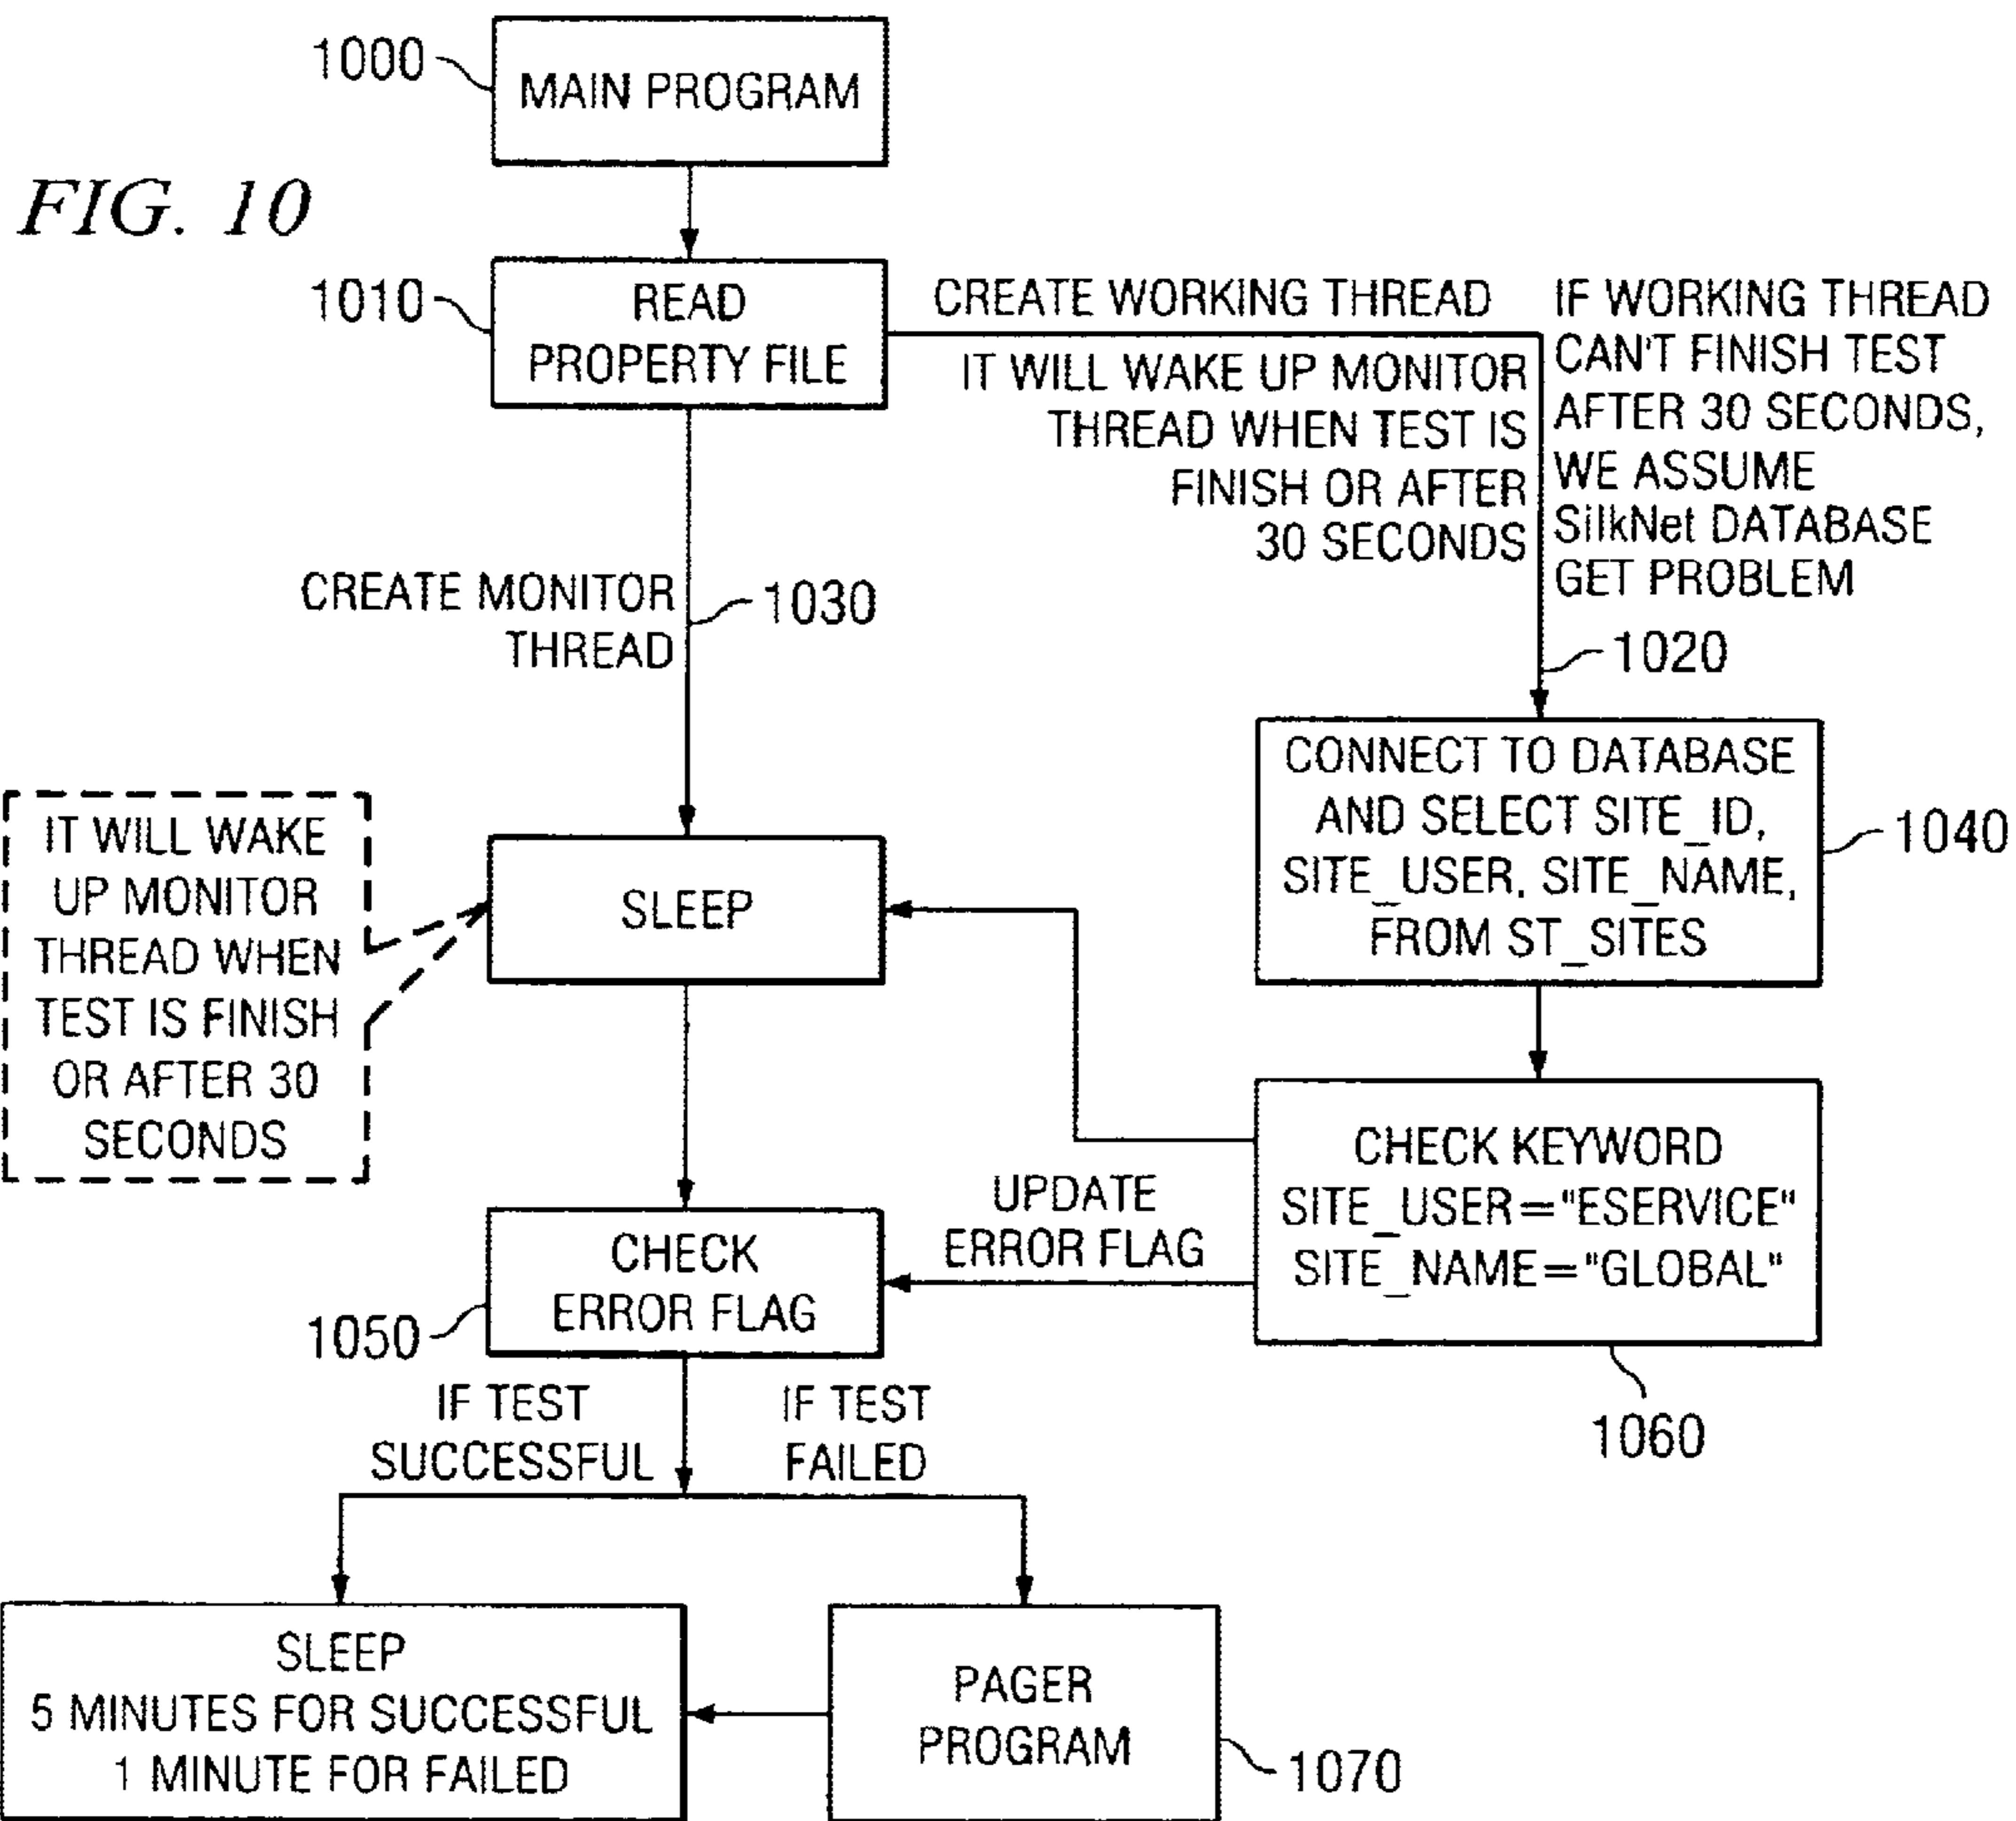 FIG. 10
1000
MAIN PROGRAM
1010
READ
PROPERTY FILE
CREATE WORKING THREAD
IT WILL WAKE UP MONITOR
THREAD WHEN TEST IS
FINISH OR AFTER
30 SECONDS
IF WORKING THREAD
CAN'T FINISH TEST
AFTER 30 SECONDS,
WE ASSUME
SilkNet DATABASE
GET PROBLEM
CREATE MONITOR
THREAD
1030
1020
CONNECT TO DATABASE
AND SELECT SITE_ID,
SITE_USER, SITE_NAME,
FROM ST_SITES
1040
IT WILL WAKE
UP MONITOR
THREAD WHEN
TEST IS FINISH
OR AFTER 30
SECONDS
SLEEP
CHECK KEYWORD
SITE_USER="ESERVICE"
SITE_NAME="GLOBAL"
1060
UPDATE
ERROR FLAG
CHECK
ERROR FLAG
1050
IF TEST
SUCCESSFUL
IF TEST
FAILED
SLEEP
5 MINUTES FOR SUCCESSFUL
1 MINUTE FOR FAILED
PAGER
PROGRAM
1070